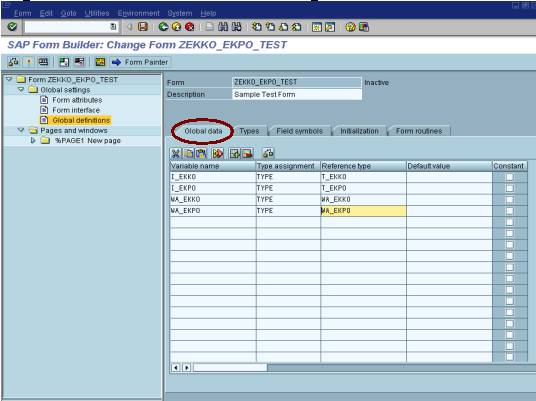 Form Edit Goto Utilities Environment System Help
SAP Form Builder: Change Form ZEKKO_EKPO_TEST
Form Painter
Form ZEKKO_EKPO_TEST
Global settings
Form attributes
Form interface
Global definitions
Pages and windows
%PAGE1 New page
Form ZEKKO_EKPO_TEST Inactive
Description Sample Test Form
Global data Types Field symbols Initialization Form routines
Variable name Type assignment Reference type Default value Constant
I_EKKO TYPE T_EKKO
I_EKPO TYPE T_EKPO
WA_EKKO TYPE WA_EKKO
WA_EKPO TYPE WA_EKPO